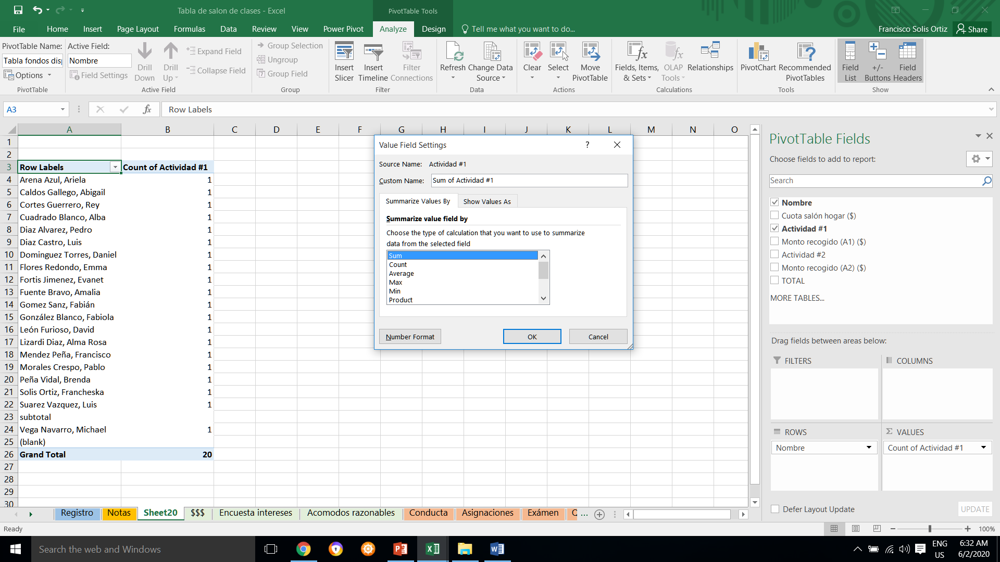 Tabla de salon de clases - Excel
PivotTable Tools
File Home Insert Page Layout Formulas Data Review View Power Pivot Analyze Design Tell me what you want to do... Francisco Solis Ortiz Share
PivotTable Name:
Tabla fondos dis
Options
PivotTable
Active Field:
Nombre
Field Settings
Drill Down
Drill Up
Expand Field
Collapse Field
Active Field
Group Selection
Ungroup
Group Field
Group
Insert Slicer
Insert Timeline
Filter Connections
Filter
Refresh
Change Data Source
Data
Clear
Select
Move PivotTable
Actions
Fields, Items, & Sets
OLAP Tools
Relationships
Calculations
PivotChart
Recommended PivotTables
Tools
Field List
+/- Buttons
Field Headers
Show
A3 fx Row Labels
A B C D E F G H I J K L M N O
1
2
3 Row Labels Count of Actividad #1
4 Arena Azul, Ariela 1
5 Caldos Gallego, Abigail 1
6 Cortes Guerrero, Rey 1
7 Cuadrado Blanco, Alba 1
8 Diaz Alvarez, Pedro 1
9 Diaz Castro, Luis 1
10 Dominguez Torres, Daniel 1
11 Flores Redondo, Emma 1
12 Fortis Jimenez, Evanet 1
13 Fuente Bravo, Amalia 1
14 Gomez Sanz, Fabián 1
15 González Blanco, Fabiola 1
16 León Furioso, David 1
17 Lizardi Diaz, Alma Rosa 1
18 Mendez Peña, Francisco 1
19 Morales Crespo, Pablo 1
20 Peña Vidal, Brenda 1
21 Solis Ortiz, Francheska 1
22 Suarez Vazquez, Luis 1
23 subtotal
24 Vega Navarro, Michael 1
25 (blank)
26 Grand Total 20
27
28
29
30
Value Field Settings ?
Source Name: Actividad #1
Custom Name: Sum of Actividad #1
Summarize Values By Show Values As
Summarize value field by
Choose the type of calculation that you want to use to summarize
data from the selected field
Sum
Count
Average
Max
Min
Product
Number Format OK Cancel
PivotTable Fields
Choose fields to add to report:
Search
Nombre
Cuota salón hogar ($)
Actividad #1
Monto recogido (A1) ($)
Actividad #2
Monto recogido (A2) ($)
TOTAL
MORE TABLES...
Drag fields between areas below:
FILTERS COLUMNS
ROWS Σ VALUES
Nombre Count of Actividad #1
Defer Layout Update UPDATE
Registro Notas Sheet20 $$$ Encuesta intereses Acomodos razonables Conducta Asignaciones Exámen Q ...
Ready 100%
Search the web and Windows
ENG
US
6:32 AM
6/2/2020